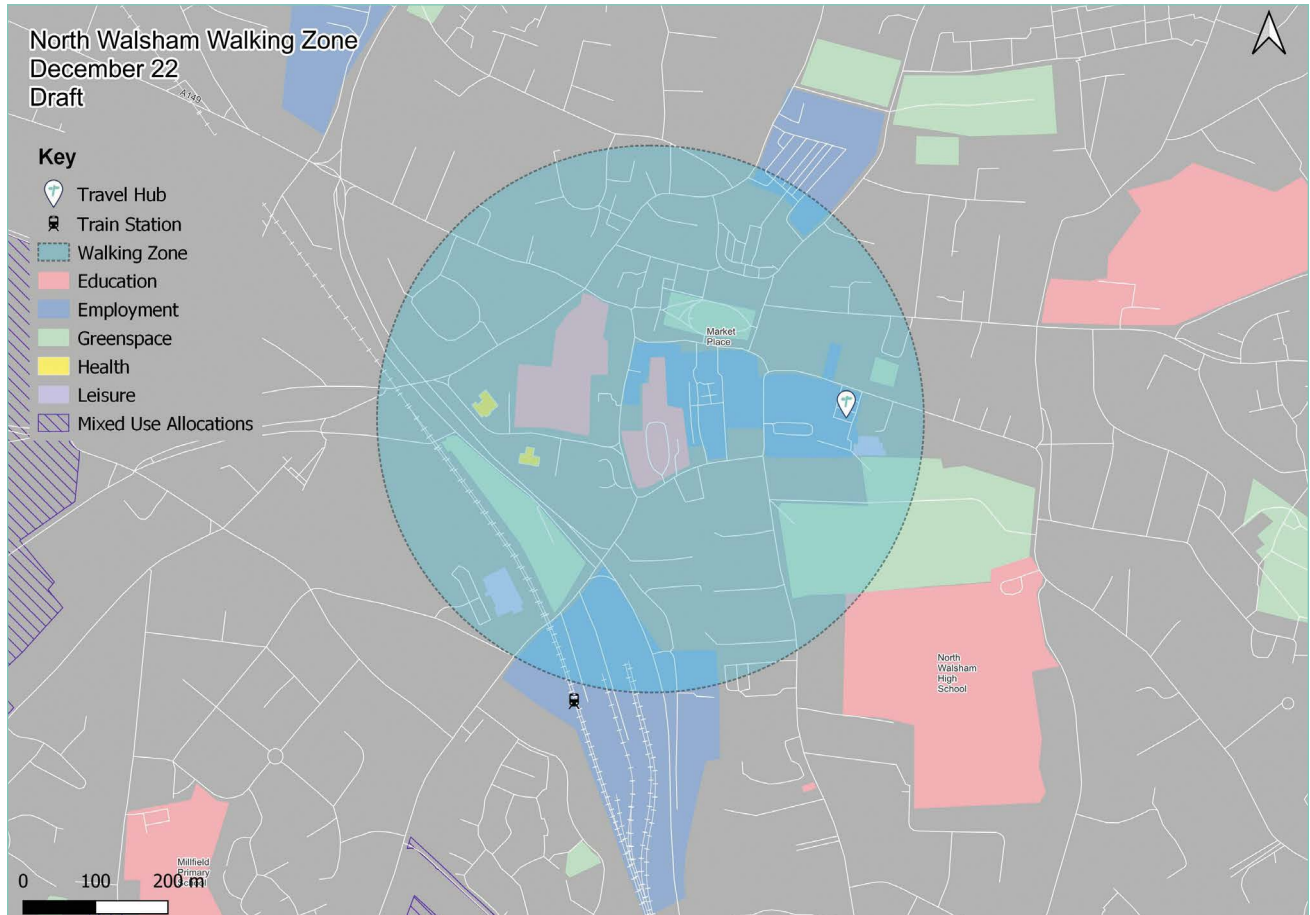 North Walsham Walking Zone
December 22
Draft
A149
Key
Travel Hub
Train Station
Walking Zone
Education
Employment
Greenspace
Health
Leisure
Mixed Use Allocations
Market
Place
North
Walsham
High
School
Millfield
Primary
School
0 100 200 m